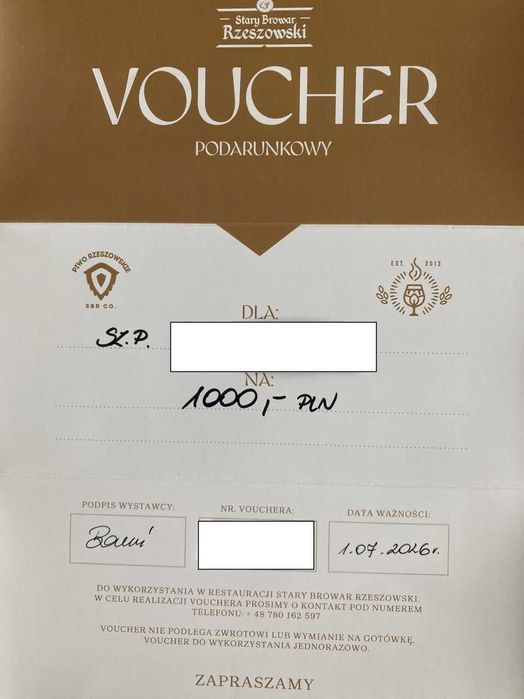 Stary Browar
Rzeszowski
VOUCHER
PODARUNKOWY
PIWO RZESZOWSKIE
SBR CO.
EST. 2013
DLA:
Sz.P.
NA:
1000,- PLN
PODPIS WYSTAWCY:
NR. VOUCHERA:
DATA WAŻNOŚCI:
1.07.2026r.
DO WYKORZYSTANIA W RESTAURACJI STARY BROWAR RZESZOWSKI.
W CELU REALIZACJI VOUCHERA PROSIMY O KONTAKT POD NUMEREM
TELEFONU: + 48 780 162 597
VOUCHER NIE PODLEGA ZWROTOWI LUB WYMIANIE NA GOTÓWKĘ.
VOUCHER DO WYKORZYSTANIA JEDNORAZOWO.
ZAPRASZAMY